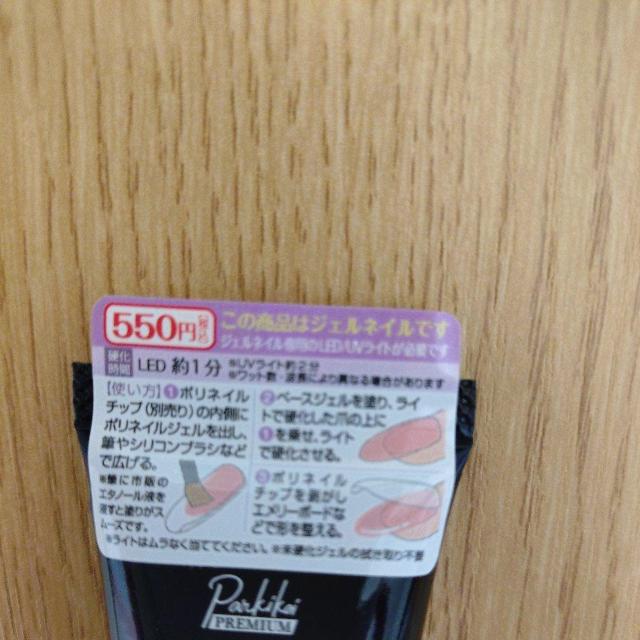 550円 税込
この商品はジェルネイルです
ジェルネイル専用のLED/UVライトが必要です
硬化時間
LED 約1分
※UVライト約2分
※ワット数・波長により異なる場合があります
【使い方】①ポリネイル
チップ(別売り)の内側に
ポリネイルジェルを出し、
筆やシリコンブラシなど
で広げる。
※筆に市販の
エタノール液を
浸すと塗りがス
ムーズです。
②ベースジェルを塗り、ライ
トで硬化した爪の上に
①を乗せ、ライト
で硬化させる。
③ポリネイル
チップを剥がし
エメリーボードな
どで形を整える。
※ライトはムラなく当ててください。※未硬化ジェルの拭き取り不要
Parkikoi
PREMIUM